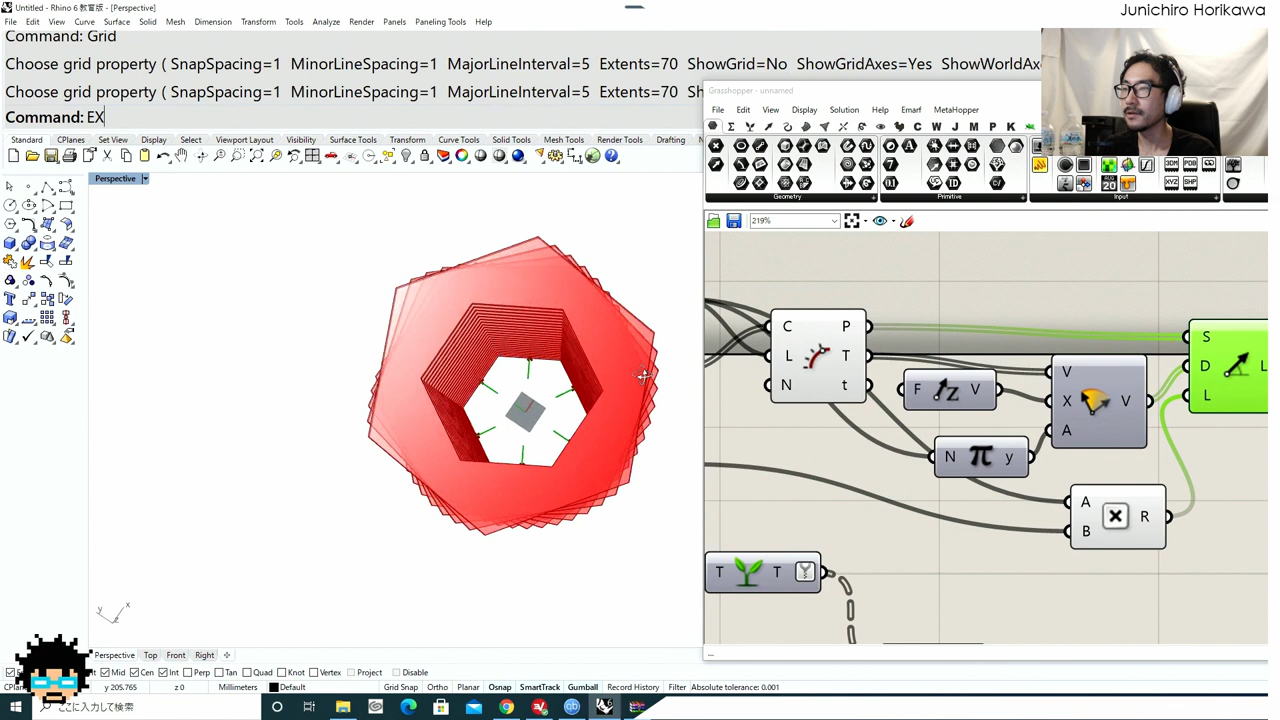 Untitled - Rhino 6 教育版 - [Perspective]
Junichiro Horikawa
File Edit View Curve Surface Solid Mesh Dimension Transform Tools Analyze Render Panels Paneling Tools Help
Command: Grid
Choose grid property ( SnapSpacing=1 MinorLineSpacing=1 MajorLineInterval=5 Extents=70 ShowGrid=No ShowGridAxes=Yes
Choose grid property ( SnapSpacing=1 MinorLineSpacing=1 MajorLineInterval=5 Extents=70
Command: EX
Standard CPlanes Set View Display Select Viewport Layout Visibility Transform Curve Tools Surface Tools Solid Tools Mesh Tools Render Tools Drafting
Perspective
Grasshopper - unnamed
File Edit View Display Solution Help Emarf MetaHopper
C W J M P K
Geometry Primitive Input
219%
C P
L T
N t
F z V
V
X V
A
N π y
S
D L
L
A
B R
T T
y x z
Perspective Top Front Right
Mid Cen Int Perp Tan Quad Knot Vertex Project Disable
y 205.765 z 0 Millimeters Default Grid Snap Ortho Planar Osnap SmartTrack Gumball Record History Filter Absolute tolerance: 0.001
ここに入力して検索